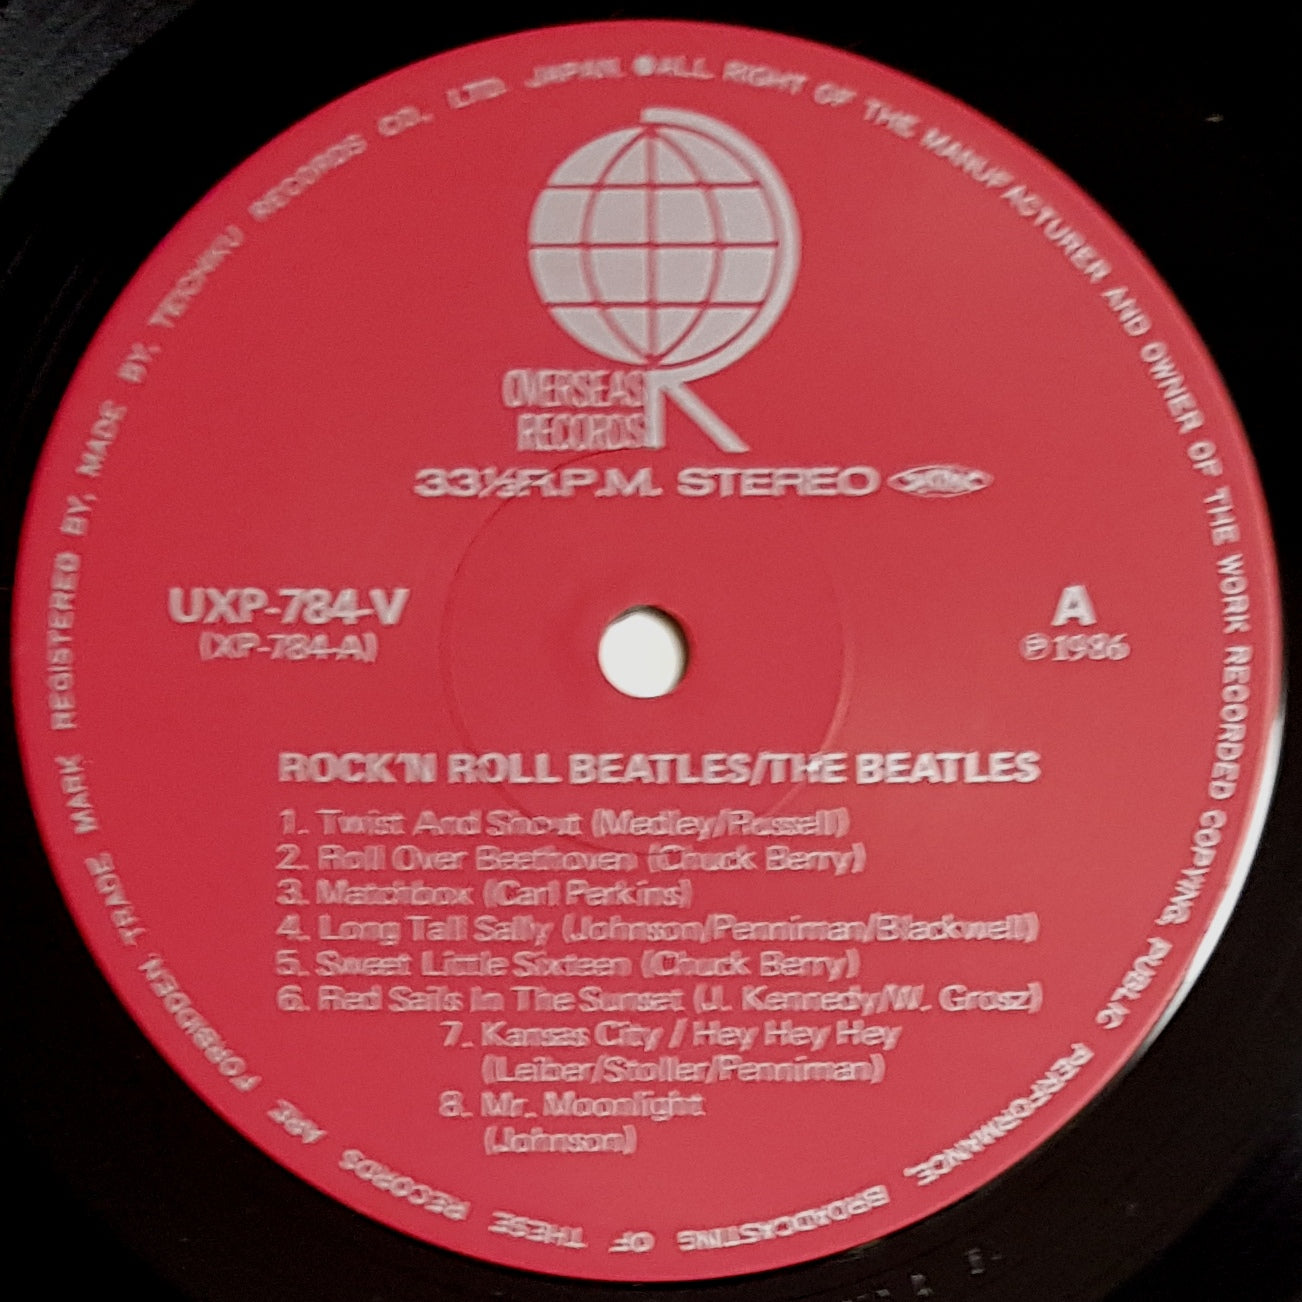 REGISTERED BY, MADE BY, TEICHIKU RECORDS CO., LTD. JAPAN. ●ALL RIGHT OF THE MANUFACTURER AND OWNER OF THE WORK RECORDED COPYING, PUBLIC PERFORMANCE, BROADCASTING OF THESE RECORDS ARE FORBIDDEN, TRADE MARK
OVERSEAS
RECORDS
R
33⅓R.P.M. STEREO
UXP-784-V
(XP-784-A)
A
℗1986
ROCK'N ROLL BEATLES/THE BEATLES
1. Twist And Shout (Medley/Russell)
2. Roll Over Beethoven (Chuck Berry)
3. Matchbox (Carl Perkins)
4. Long Tall Sally (Johnson/Penniman/Blackwell)
5. Sweet Little Sixteen (Chuck Berry)
6. Red Sails In The Sunset (J. Kennedy/W. Grosz)
7. Kansas City / Hey Hey Hey
(Leiber/Stoller/Penniman)
8. Mr. Moonlight
(Johnson)